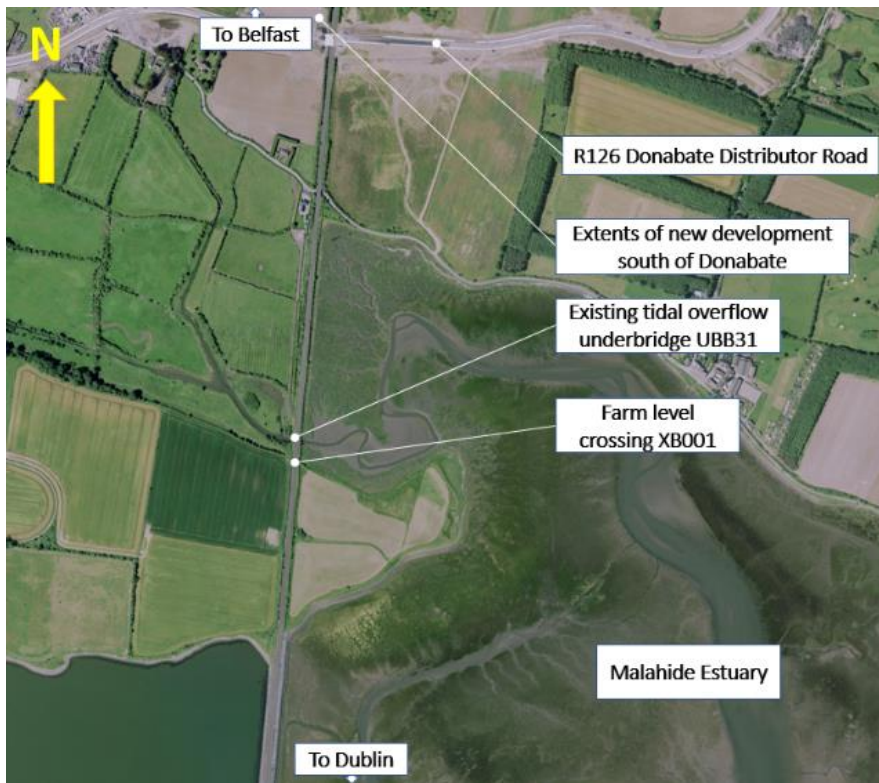 To Belfast
N
R126 Donabate Distributor Road
Extents of new development
south of Donabate
Existing tidal overflow
underbridge UBB31
Farm level
crossing XB001
Malahide Estuary
To Dublin